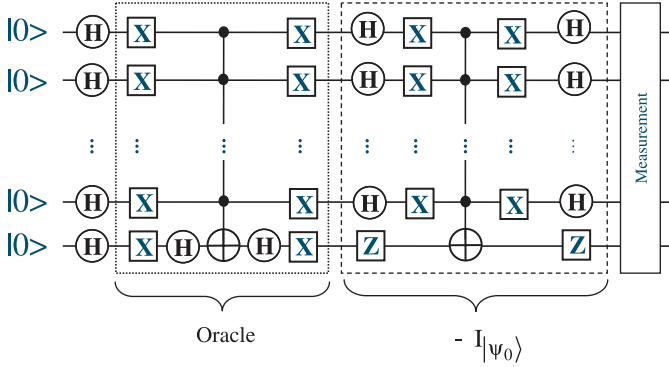 |0> H X X H X X H
|0> H X X H X X H
⋮ ⋮ ⋮ ⋮ ⋮ ⋮ ⋮ ⋮
|0> H X X H X X H
|0> H X H H X Z Z
Measurement
Oracle
- I|ψ0⟩